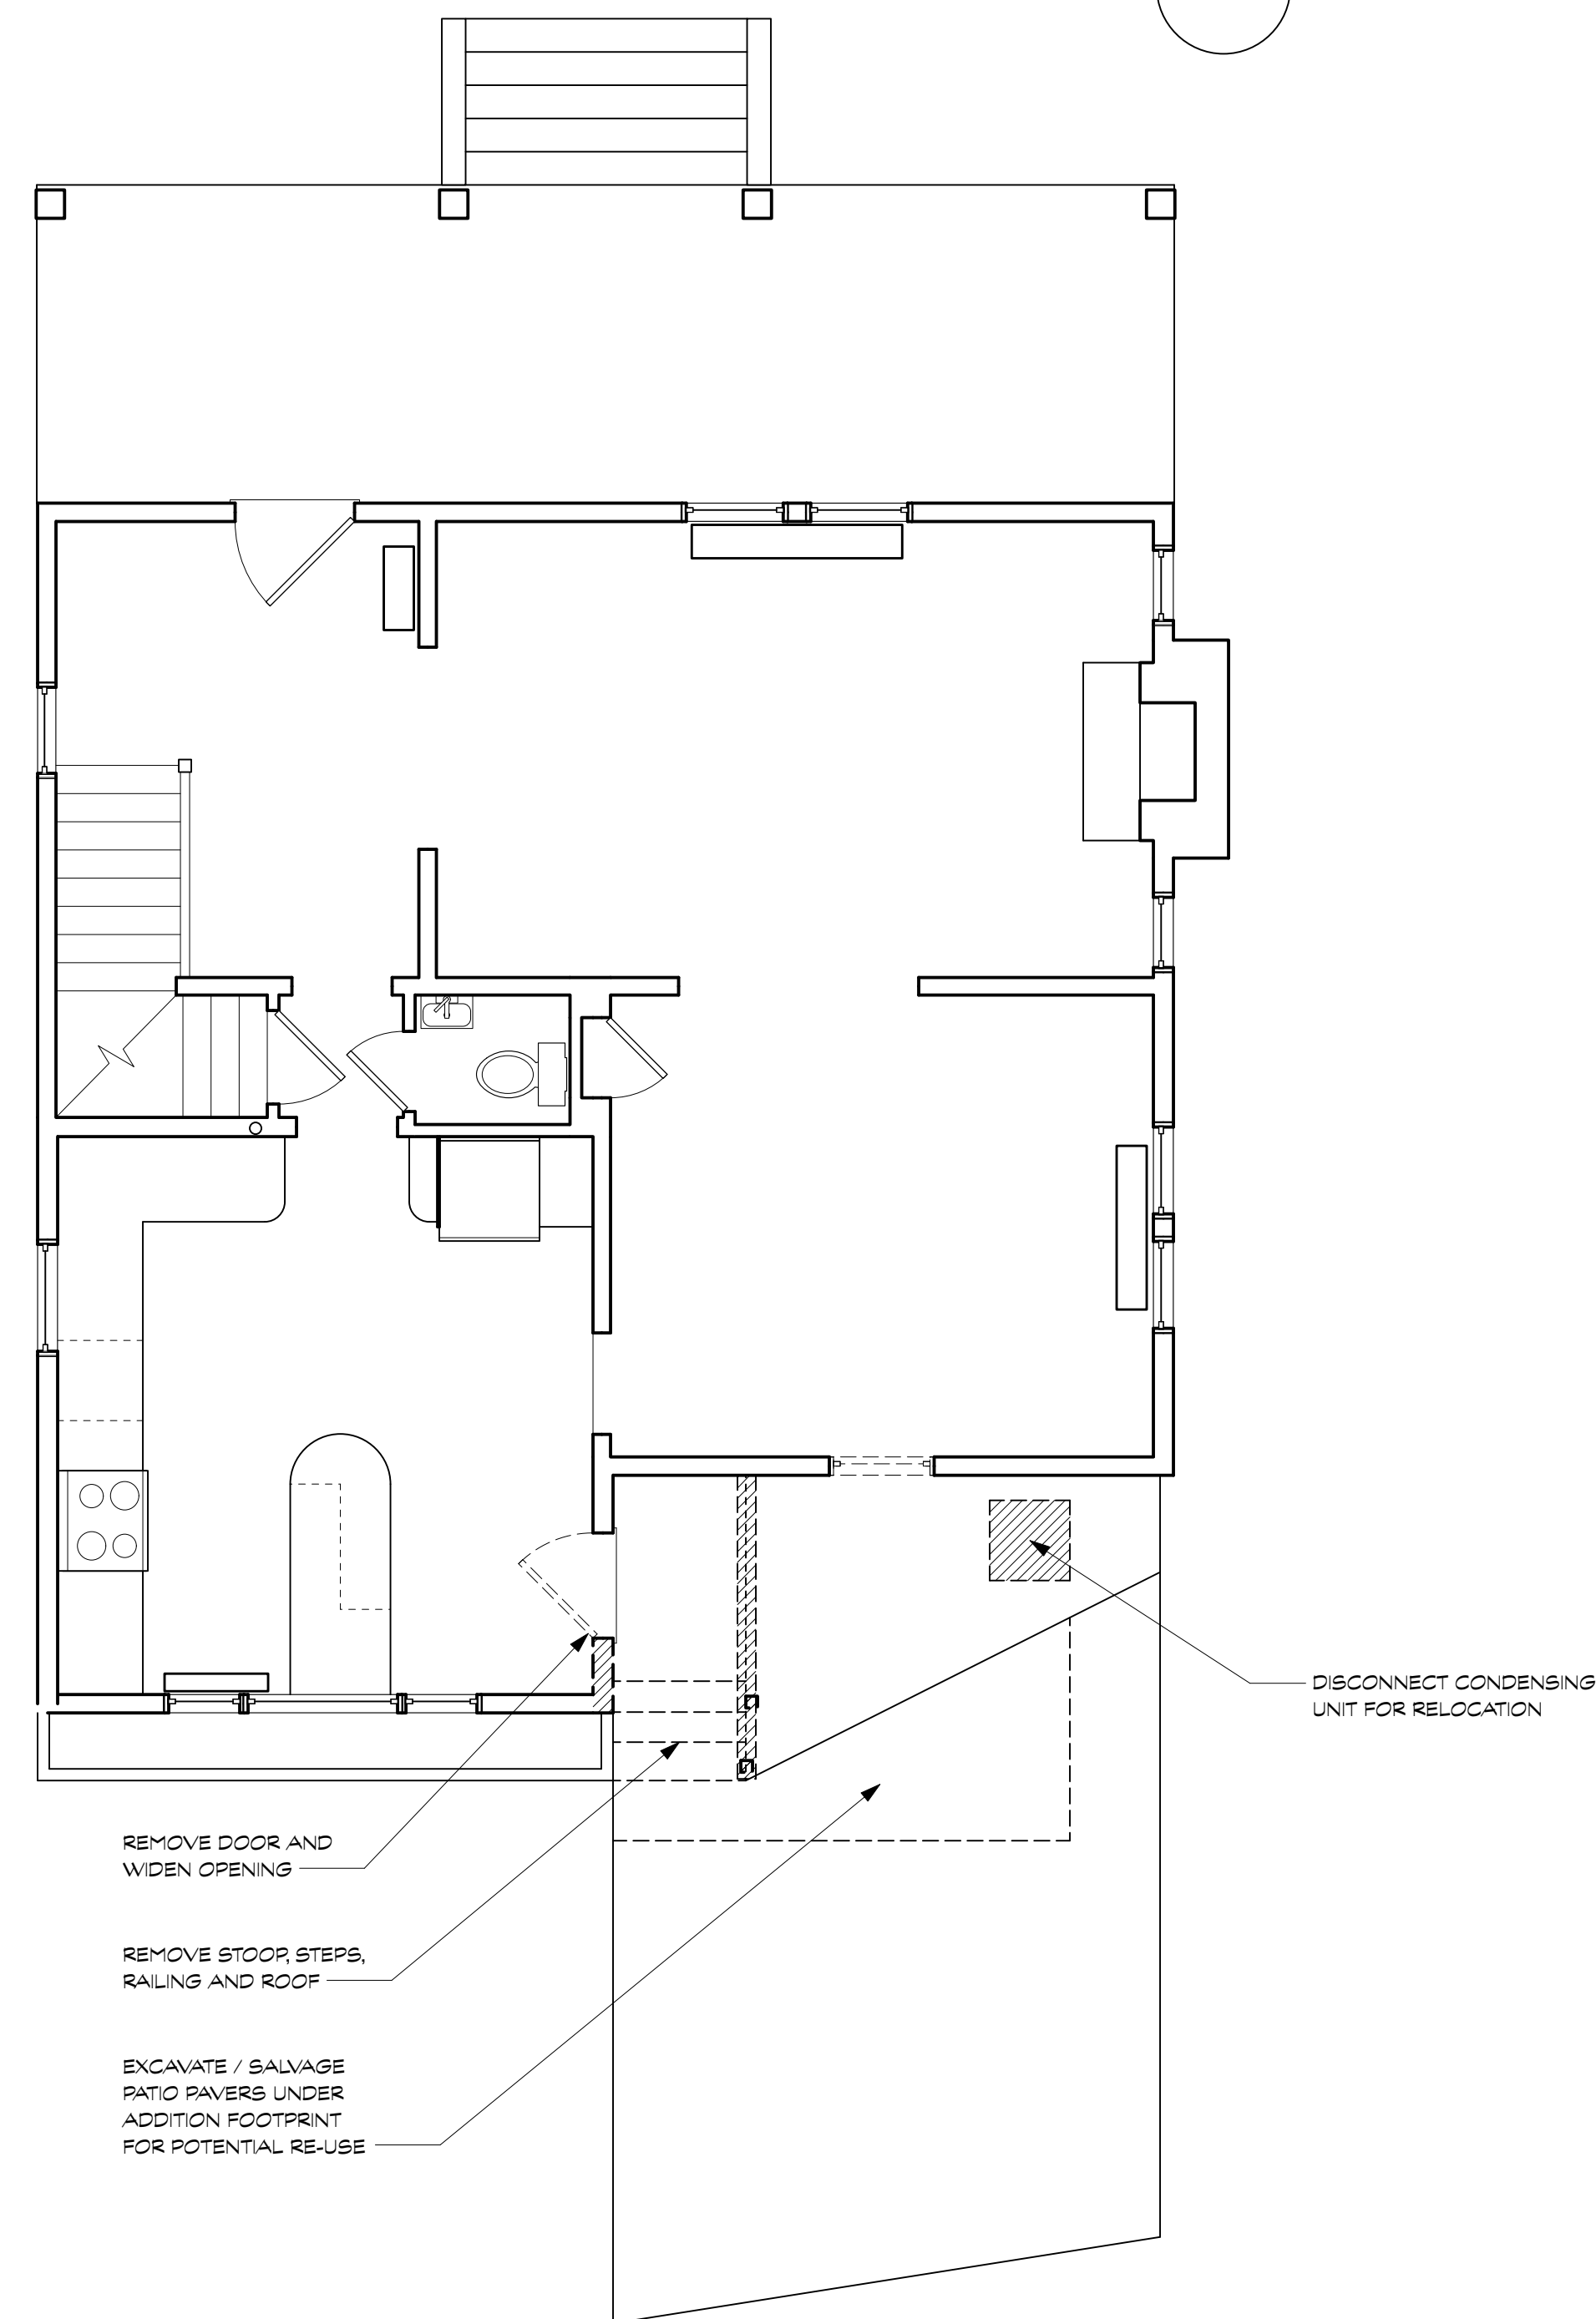 DISCONNECT CONDENSING
UNIT FOR RELOCATION
REMOVE DOOR AND
WIDEN OPENING
REMOVE STOOP, STEPS,
RAILING AND ROOF
EXCAVATE / SALVAGE
PATIO PAVERS UNDER
ADDITION FOOTPRINT
FOR POTENTIAL RE-USE